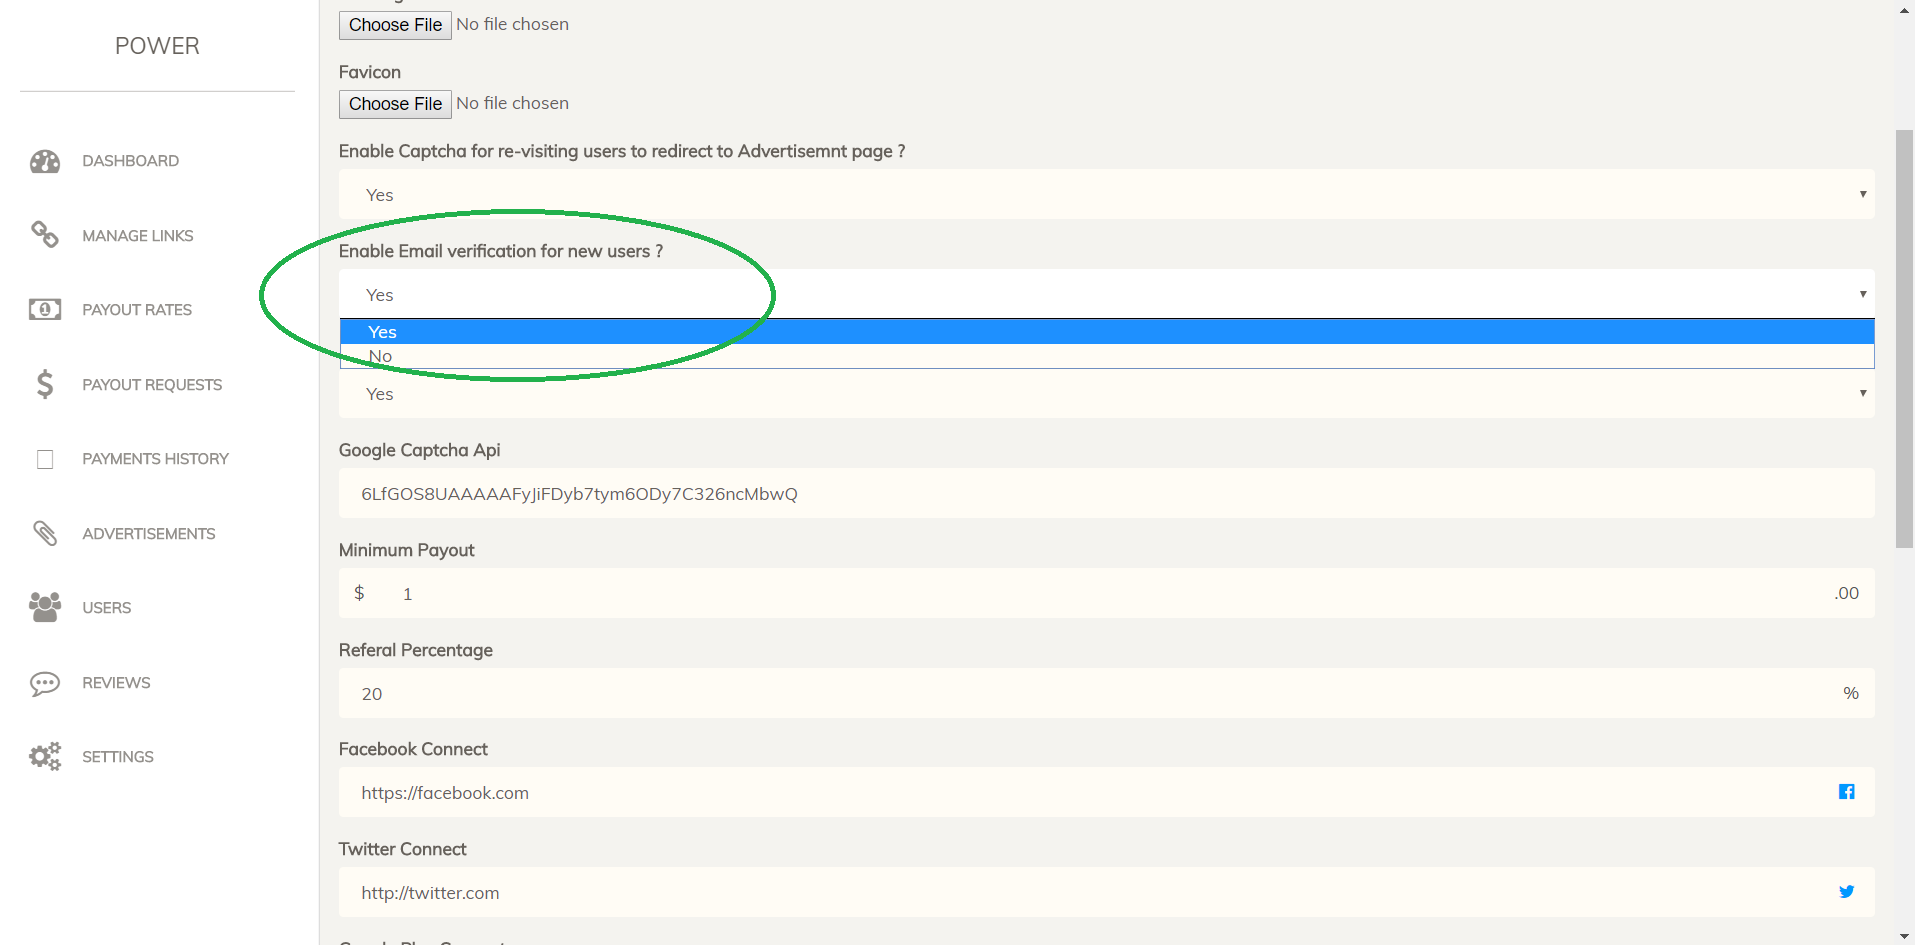 POWER
DASHBOARD
MANAGE LINKS
PAYOUT RATES
PAYOUT REQUESTS
PAYMENTS HISTORY
ADVERTISEMENTS
USERS
REVIEWS
SETTINGS
Choose File No file chosen
Favicon
Choose File No file chosen
Enable Captcha for re-visiting users to redirect to Advertisemnt page ?
Yes
Enable Email verification for new users ?
Yes
Yes
No
Yes
Google Captcha Api
6LfGOS8UAAAAAFyJiFDyb7tym6ODy7C326ncMbwQ
Minimum Payout
$ 1 .00
Referal Percentage
20 %
Facebook Connect
https://facebook.com
Twitter Connect
http://twitter.com